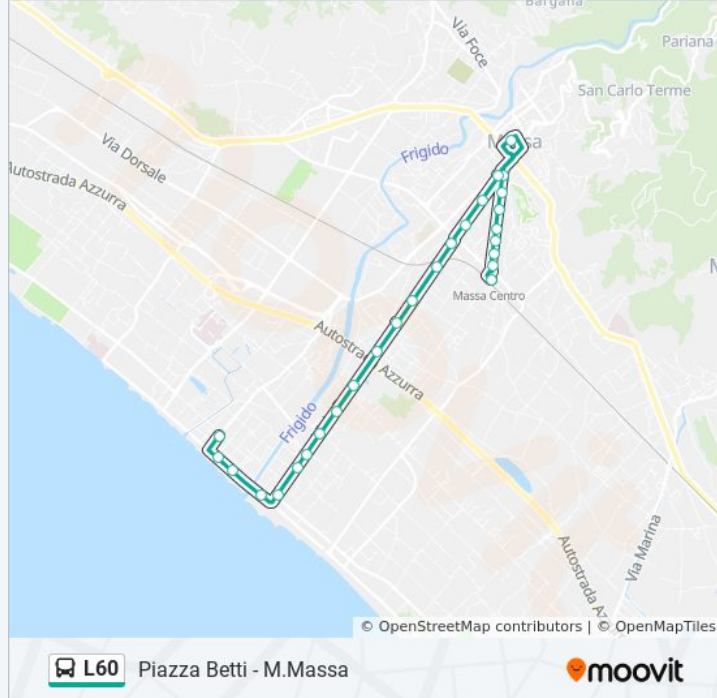 Bargana
Via Foce
Pariana
San Carlo Terme
Massa
Frigido
Via Dorsale
Autostrada Azzurra
Massa Centro
Autostrada Azzurra
Frigido
Via Marina
Autostrada Az
© OpenStreetMap contributors | © OpenMapTiles
L60 Piazza Betti - M.Massa
moovit